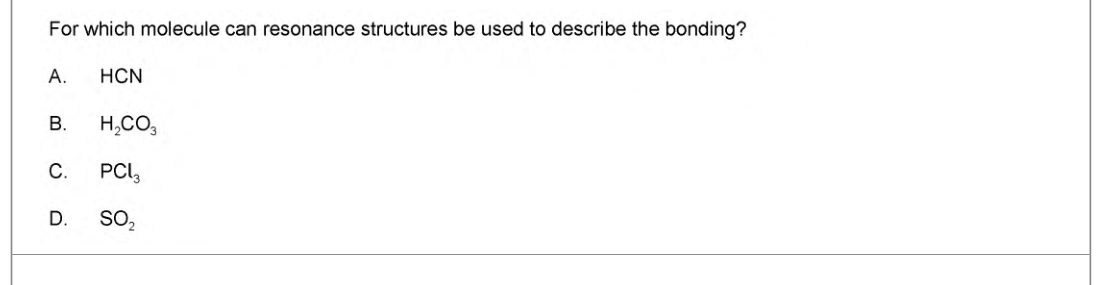 For which molecule can resonance structures be used to describe the bonding?
A. HCN
B. H₂CO₃
C. PCl₃
D. SO₂